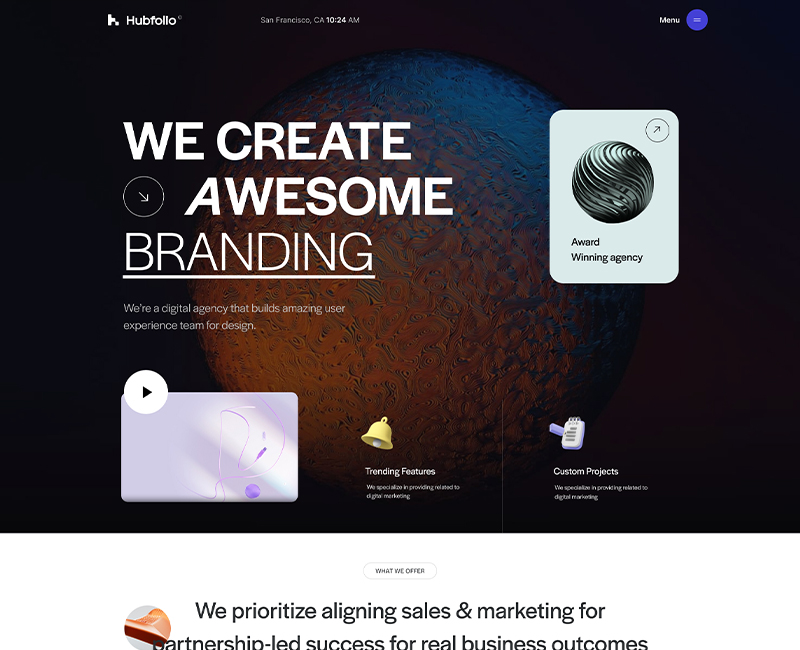 Hubfolio©
San Francisco, CA 10:24 AM
Menu
WE CREATE
AWESOME
BRANDING
We're a digital agency that builds amazing user
experience team for design.
Award
Winning agency
Trending Features
We specialize in providing related to
digital marketing
Custom Projects
We specialize in providing related to
digital marketing
WHAT WE OFFER
We prioritize aligning sales & marketing for
partnership-led success for real business outcomes